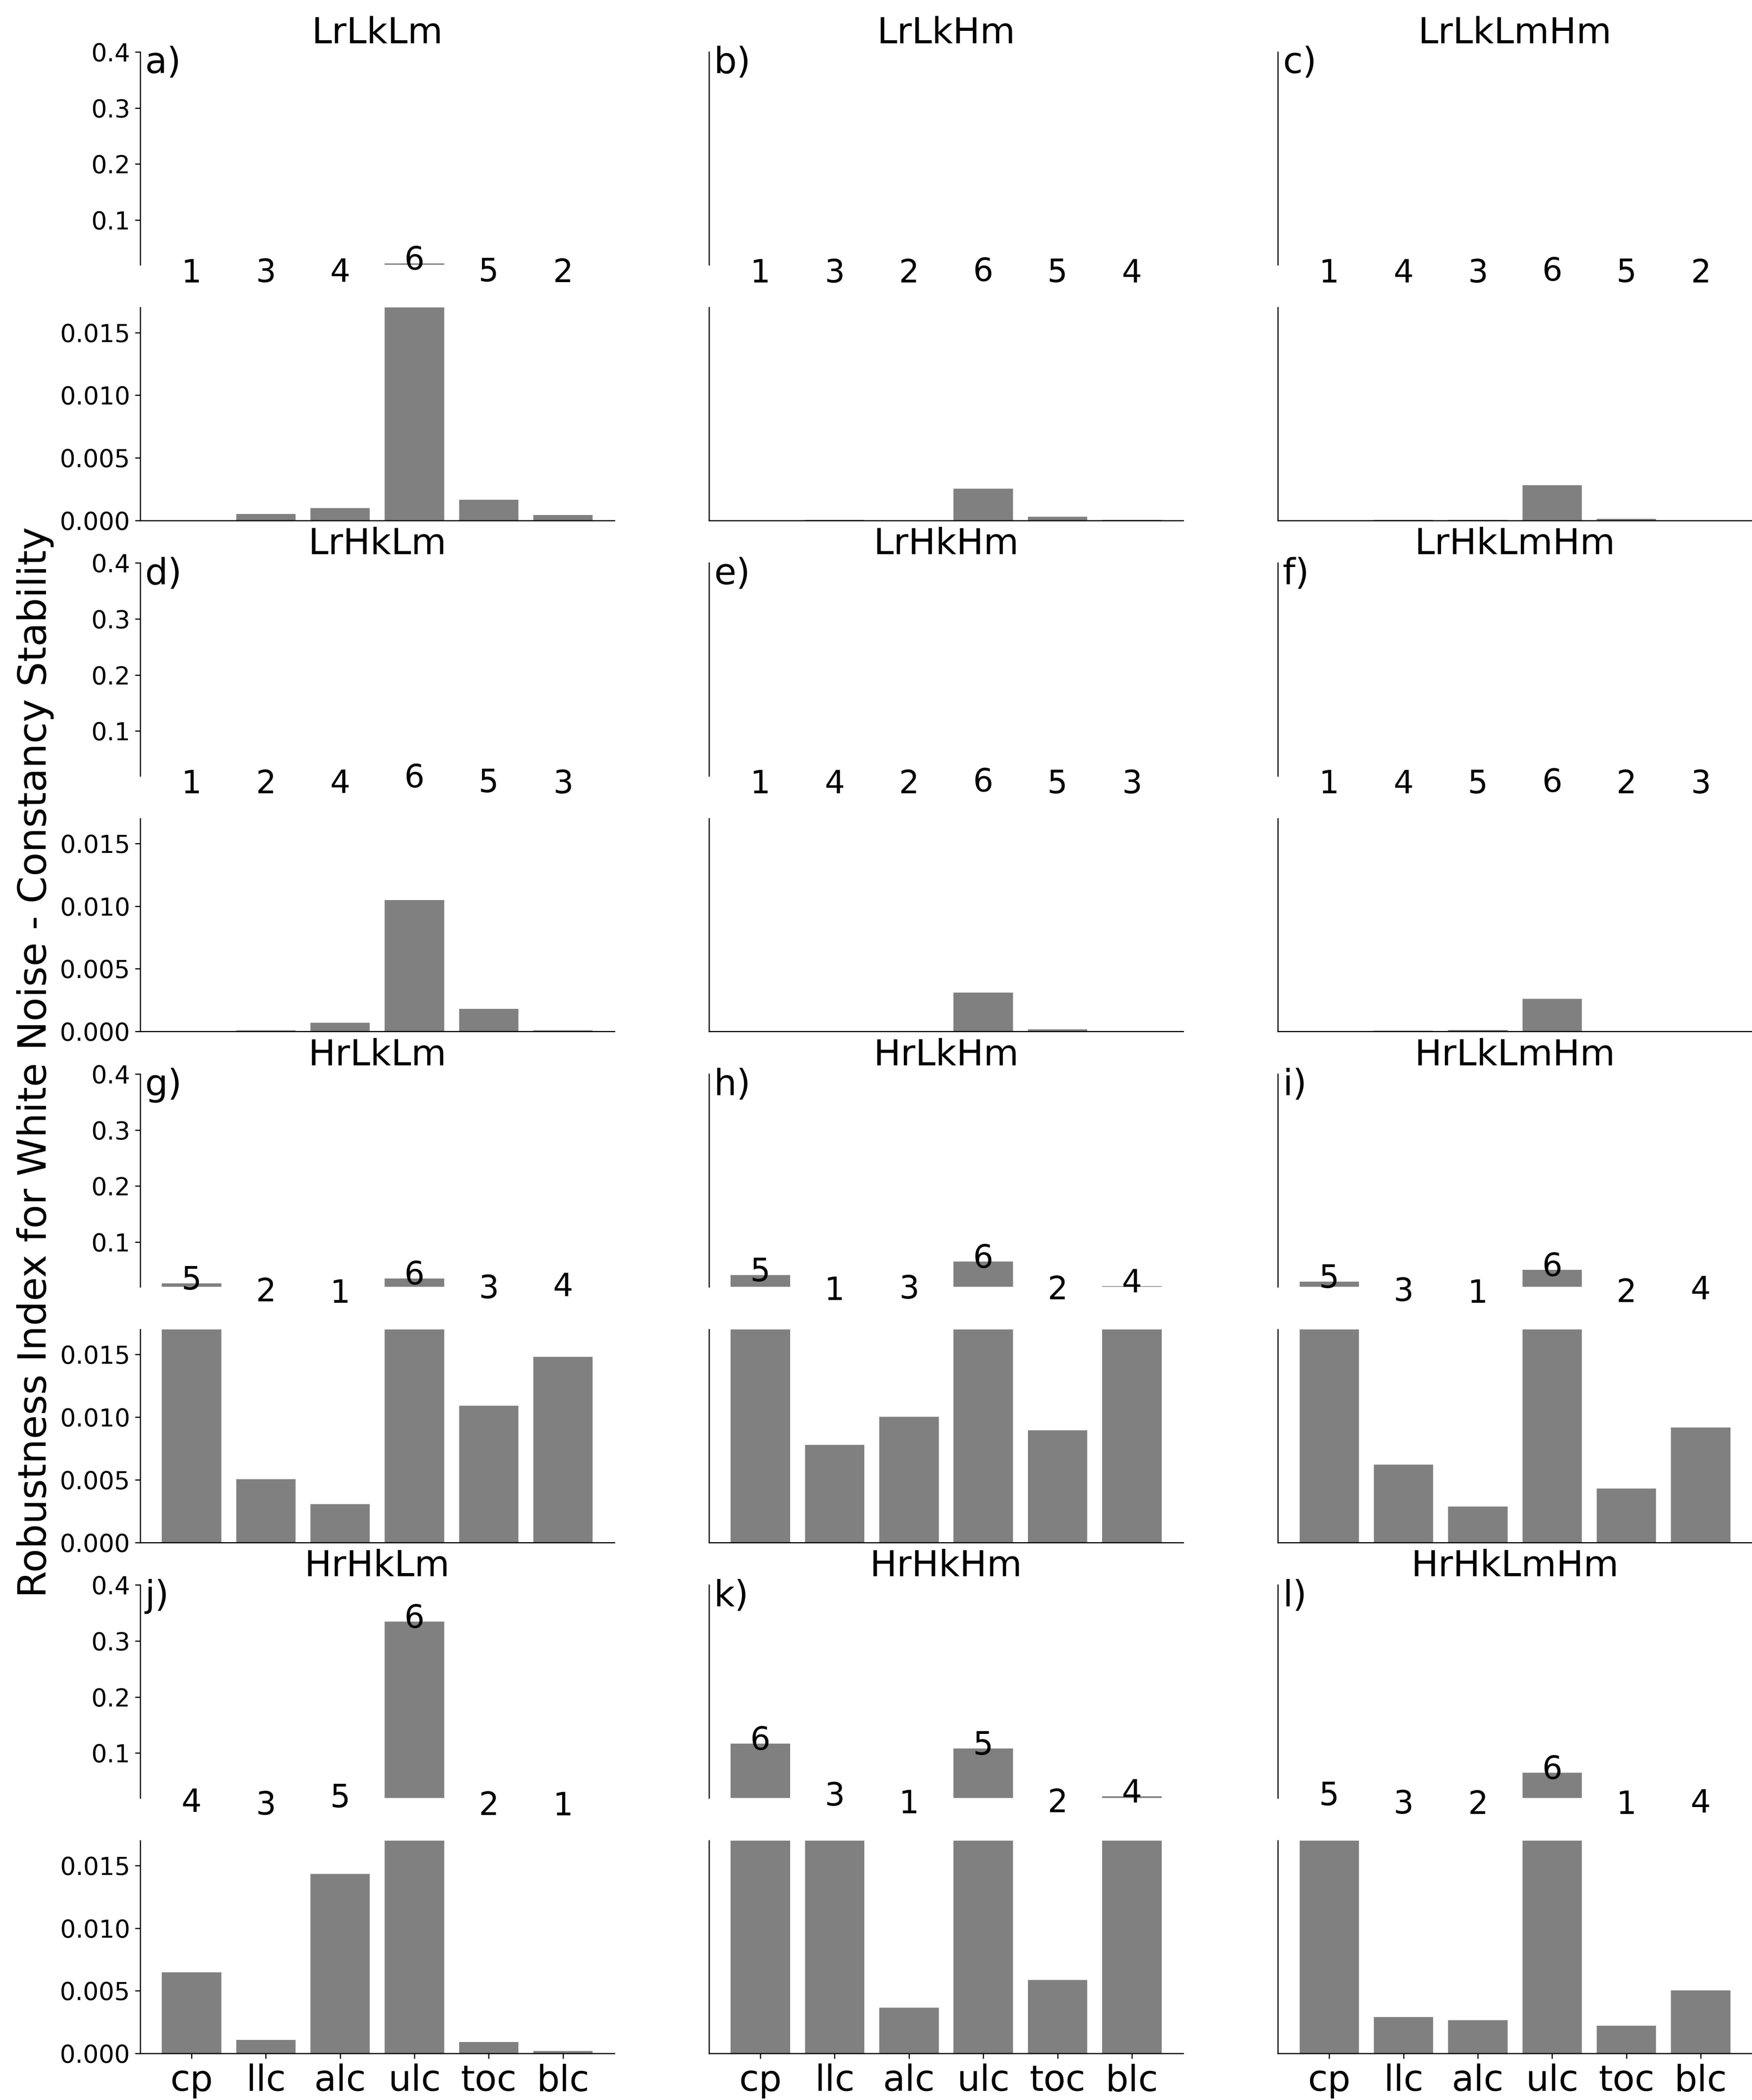 Robustness Index for White Noise - Constancy Stability
LrLkLm
a)
0.4
0.3
0.2
0.1
1 3 4 6 5 2
0.015
0.010
0.005
0.000
LrLkHm
b)
1 3 2 6 5 4
LrLkLmHm
c)
1 4 3 6 5 2
LrHkLm
d)
0.4
0.3
0.2
0.1
1 2 4 6 5 3
0.015
0.010
0.005
0.000
LrHkHm
e)
1 4 2 6 5 3
LrHkLmHm
f)
1 4 5 6 2 3
HrLkLm
g)
0.4
0.3
0.2
0.1
5 2 1 6 3 4
0.015
0.010
0.005
0.000
HrLkHm
h)
5 1 3 6 2 4
HrLkLmHm
i)
5 3 1 6 2 4
HrHkLm
j)
0.4
0.3
0.2
0.1
4 3 5 6 2 1
0.015
0.010
0.005
0.000
cp llc alc ulc toc blc
HrHkHm
k)
6 3 1 5 2 4
cp llc alc ulc toc blc
HrHkLmHm
l)
5 3 2 6 1 4
cp llc alc ulc toc blc